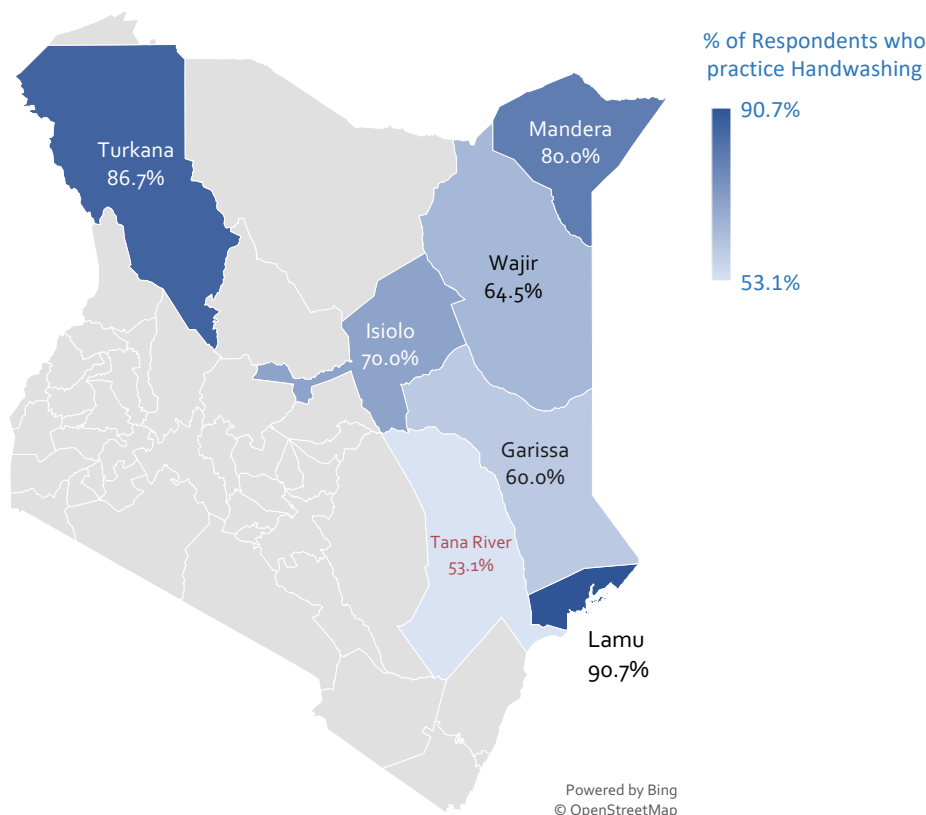 % of Respondents who
practice Handwashing
90.7%
53.1%
Turkana
86.7%
Mandera
80.0%
Wajir
64.5%
Isiolo
70.0%
Garissa
60.0%
Tana River
53.1%
Lamu
90.7%
Powered by Bing
© OpenStreetMap